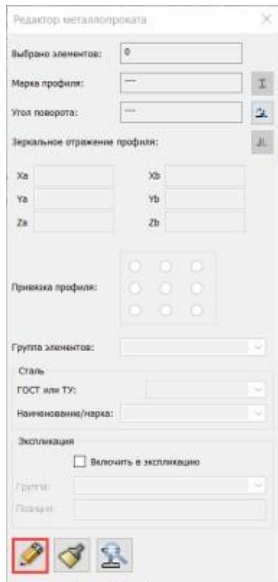 Редактор металлопроката
Выбрано элементов: 0
Марка профиля: ---
Угол поворота: ---
Зеркальное отражение профиля:
Xa Xb
Ya Yb
Za Zb
Привязка профиля:
Группа элементов:
Сталь
ГОСТ или ТУ:
Наименование/марка:
Экспликация
Включить в экспликацию
Группа:
Позиция: